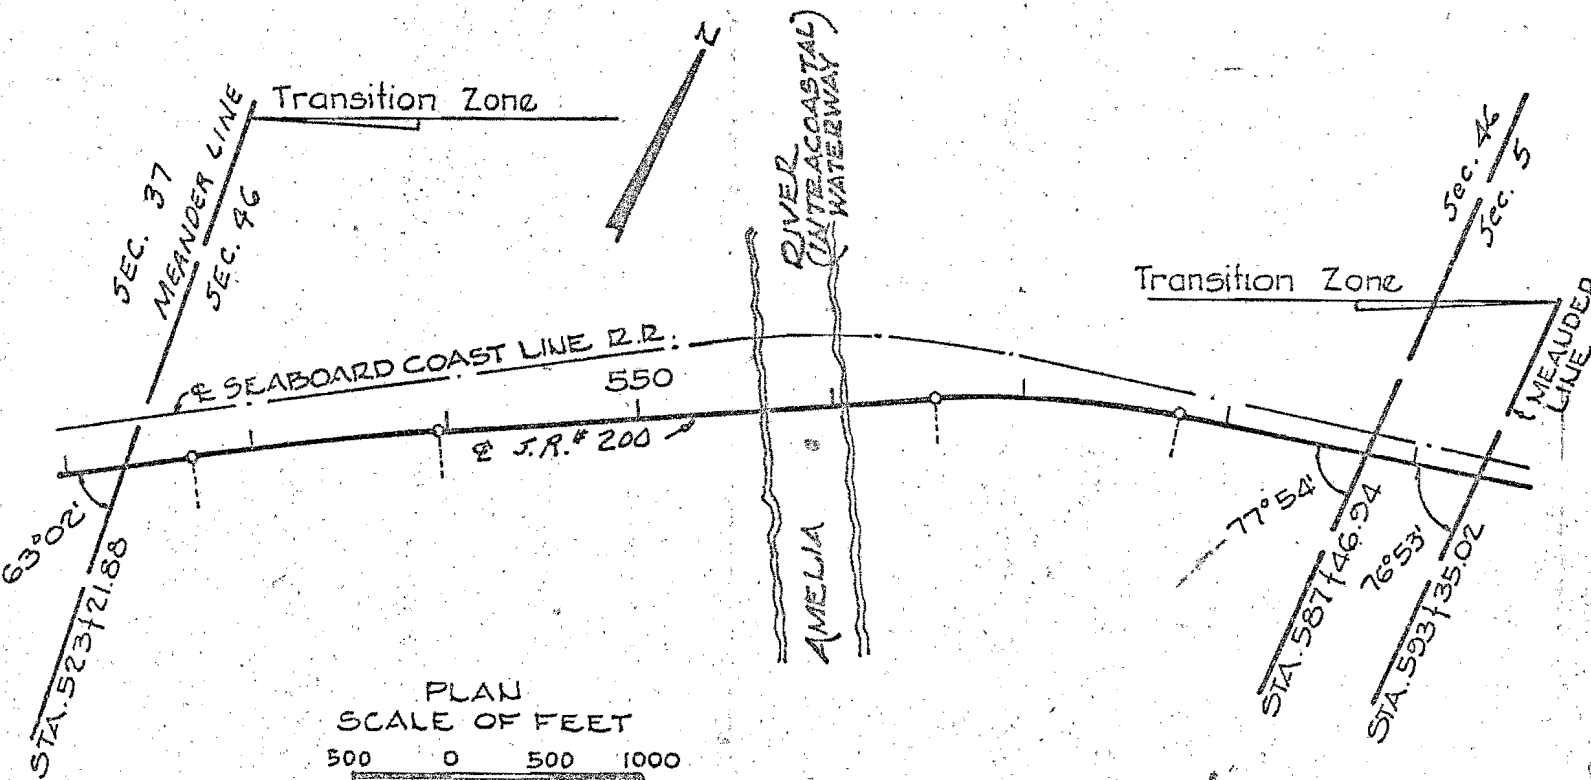 Transition Zone
SEC. 37
MEANDER LINE
SEC. 46
N
RIVER
(INTRACOASTAL)
WATERWAY
Sec. 46
Sec. 5
Transition Zone
MEANDER
LINE
℄ SEABOARD COAST LINE R.R.
550
℄ S.R.# 200
63°02'
STA. 523+21.88
AMELIA
77°54'
STA. 587+46.94
76°53'
STA. 593+35.02
PLAN
SCALE OF FEET
500 0 500 1000